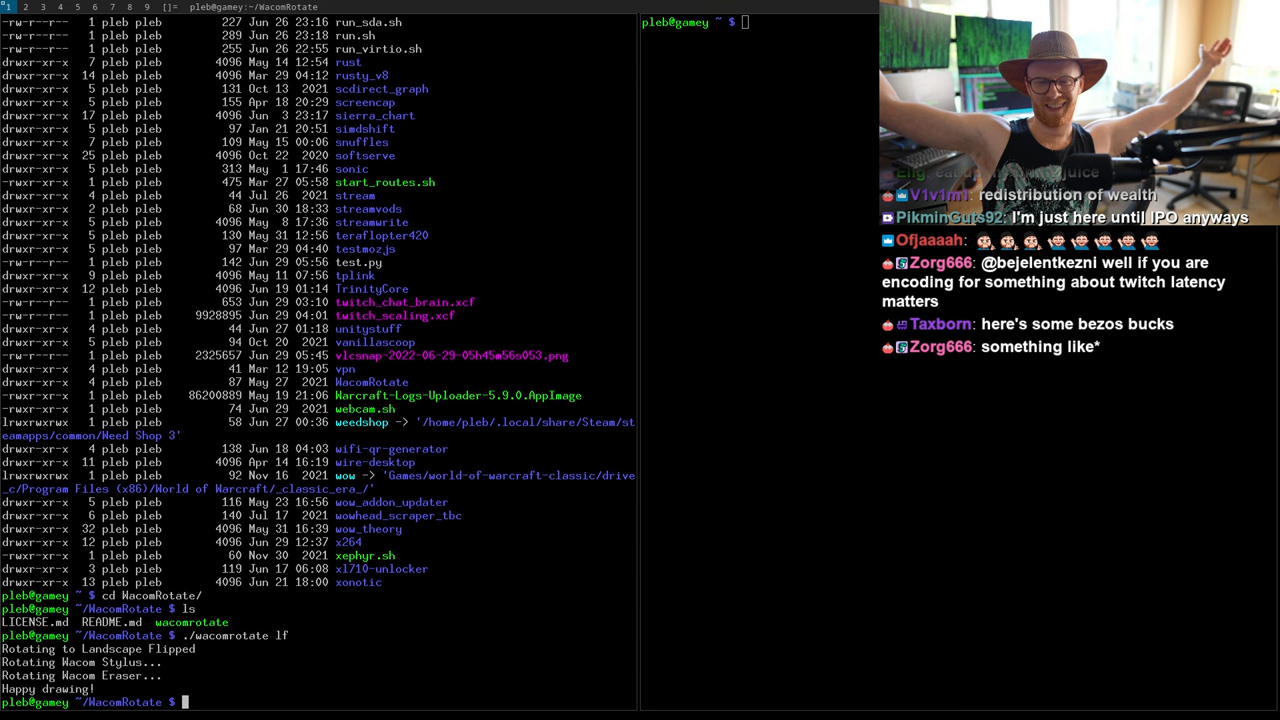 1 2 3 4 5 6 7 8 9 []= pleb@gamey:~/WacomRotate
-rw-r--r-- 1 pleb pleb 227 Jun 26 23:16 run_sda.sh
-rw-r--r-- 1 pleb pleb 289 Jun 26 23:18 run.sh
-rw-r--r-- 1 pleb pleb 255 Jun 26 22:55 run_virtio.sh
drwxr-xr-x 7 pleb pleb 4096 May 14 12:54 rust
drwxr-xr-x 14 pleb pleb 4096 Mar 29 04:12 rusty_v8
drwxr-xr-x 5 pleb pleb 131 Oct 13 2021 scdirect_graph
drwxr-xr-x 5 pleb pleb 155 Apr 18 20:29 screencap
drwxr-xr-x 17 pleb pleb 4096 Jun 3 23:17 sierra_chart
drwxr-xr-x 5 pleb pleb 97 Jan 21 20:51 simdshift
drwxr-xr-x 7 pleb pleb 109 May 15 00:06 snuffles
drwxr-xr-x 25 pleb pleb 4096 Oct 22 2020 softserve
drwxr-xr-x 5 pleb pleb 313 May 1 17:46 sonic
-rwxr-xr-x 1 pleb pleb 475 Mar 27 05:58 start_routes.sh
drwxr-xr-x 4 pleb pleb 44 Jul 26 2021 stream
drwxr-xr-x 2 pleb pleb 68 Jun 30 18:33 streamvods
drwxr-xr-x 5 pleb pleb 4096 May 8 17:36 streamwrite
drwxr-xr-x 5 pleb pleb 130 May 31 12:56 teraflopter420
drwxr-xr-x 5 pleb pleb 97 Mar 29 04:40 testmozjs
-rw-r--r-- 1 pleb pleb 142 Jun 29 05:56 test.py
drwxr-xr-x 9 pleb pleb 4096 May 11 07:56 tplink
drwxr-xr-x 12 pleb pleb 4096 Jun 19 01:14 TrinityCore
-rw-r--r-- 1 pleb pleb 653 Jun 29 03:10 twitch_chat_brain.xcf
-rw-r--r-- 1 pleb pleb 9928895 Jun 29 04:01 twitch_scaling.xcf
drwxr-xr-x 4 pleb pleb 44 Jun 27 01:18 unitystuff
drwxr-xr-x 5 pleb pleb 94 Oct 20 2021 vanillascoop
-rw-r--r-- 1 pleb pleb 2325657 Jun 29 05:45 vlcsnap-2022-06-29-05h45m56s053.png
drwxr-xr-x 4 pleb pleb 41 Mar 12 19:05 vpn
drwxr-xr-x 4 pleb pleb 87 May 27 2021 WacomRotate
-rwxr-xr-x 1 pleb pleb 86200889 May 19 21:06 Warcraft-Logs-Uploader-5.9.0.AppImage
-rwxr-xr-x 1 pleb pleb 74 Jun 29 2021 webcam.sh
lrwxrwxrwx 1 pleb pleb 58 Jun 27 00:36 weedshop -> '/home/pleb/.local/share/Steam/st
eamapps/common/Weed Shop 3'
drwxr-xr-x 4 pleb pleb 138 Jun 18 04:03 wifi-qr-generator
drwxr-xr-x 11 pleb pleb 4096 Apr 14 16:19 wire-desktop
lrwxrwxrwx 1 pleb pleb 92 Nov 16 2021 wow -> 'Games/world-of-warcraft-classic/drive
_c/Program Files (x86)/World of Warcraft/_classic_era_/'
drwxr-xr-x 5 pleb pleb 116 May 23 16:56 wow_addon_updater
drwxr-xr-x 6 pleb pleb 140 Jul 17 2021 wowhead_scraper_tbc
drwxr-xr-x 32 pleb pleb 4096 May 31 16:39 wow_theory
drwxr-xr-x 12 pleb pleb 4096 Jun 29 12:37 x264
-rwxr-xr-x 1 pleb pleb 60 Nov 30 2021 xephyr.sh
drwxr-xr-x 3 pleb pleb 119 Jun 17 06:08 xl710-unlocker
drwxr-xr-x 13 pleb pleb 4096 Jun 21 18:00 xonotic
pleb@gamey ~ $ cd WacomRotate/
pleb@gamey ~/WacomRotate $ ls
LICENSE.md README.md wacomrotate
pleb@gamey ~/WacomRotate $ ./wacomrotate lf
Rotating to Landscape Flipped
Rotating Wacom Stylus...
Rotating Wacom Eraser...
Happy drawing!
pleb@gamey ~/WacomRotate $
pleb@gamey ~ $
juice
V1v1m1: redistribution of wealth
PikminGuts92: I'm just here until IPO anyways
Ofjaaaah:
Zorg666: @bejelentkezni well if you are
encoding for something about twitch latency
matters
Taxborn: here's some bezos bucks
Zorg666: something like*